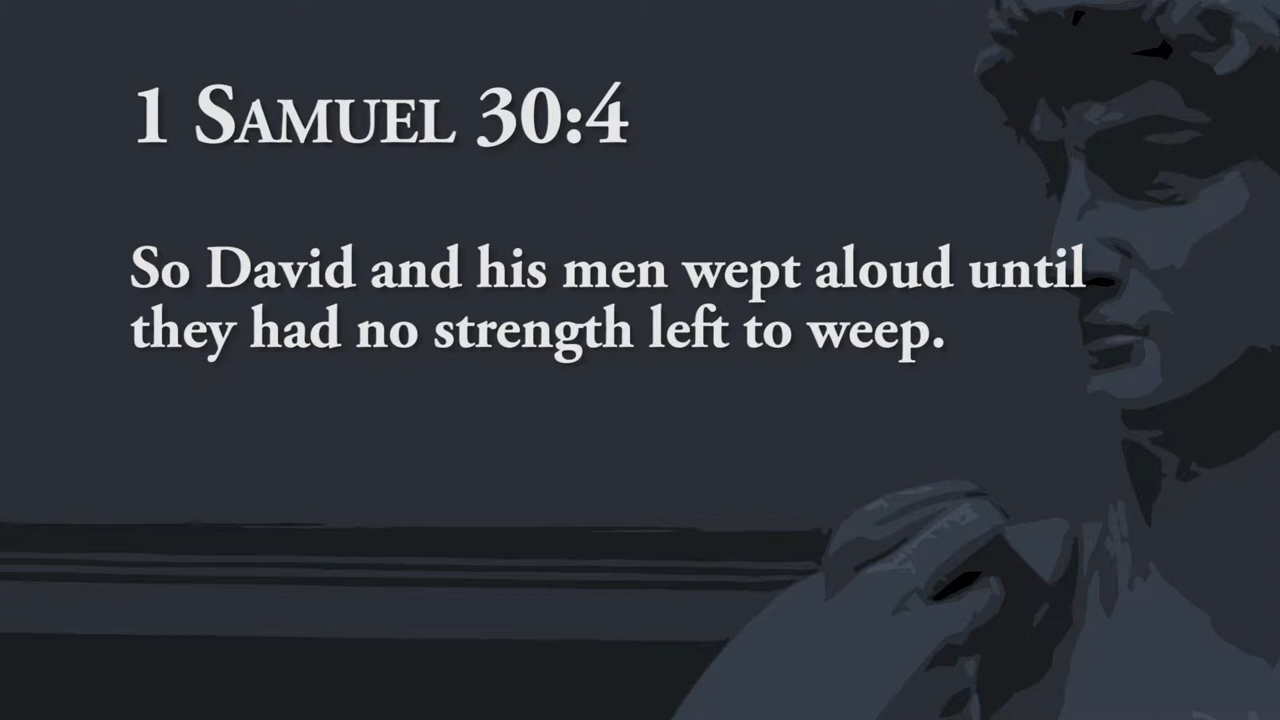 1 Samuel 30:4
So David and his men wept aloud until
they had no strength left to weep.